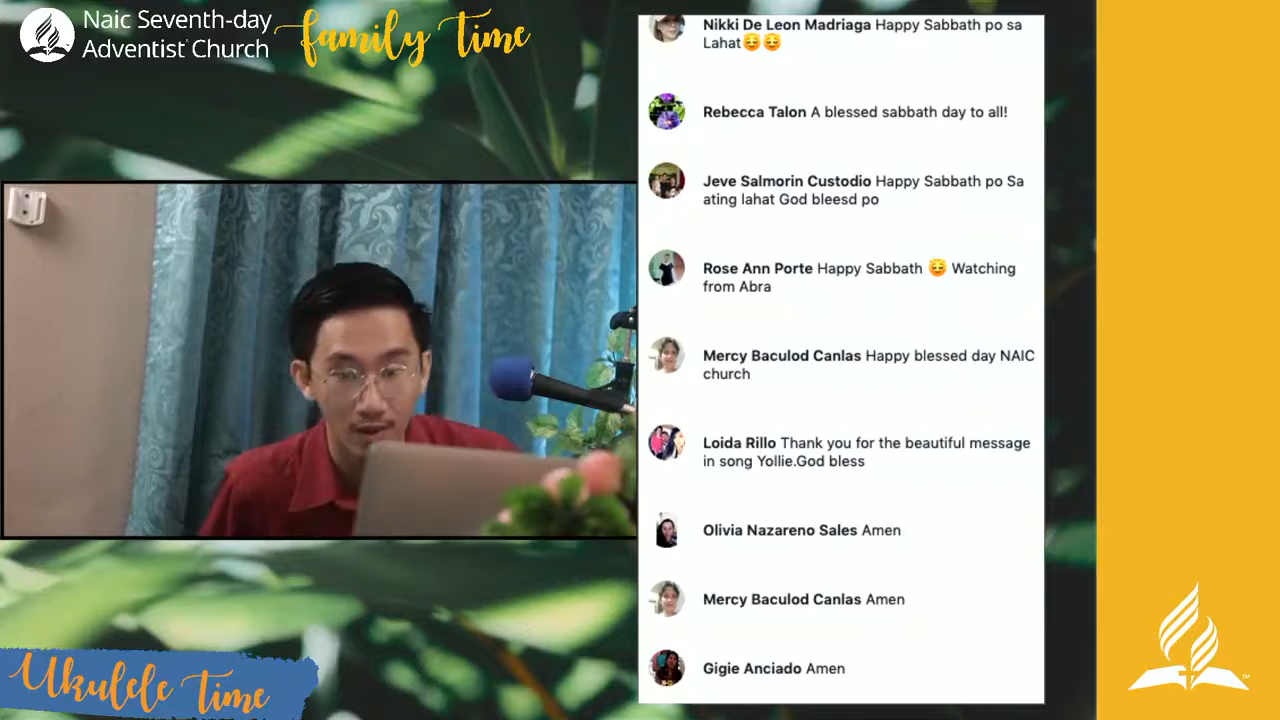 Naic Seventh-day
Adventist Church
family time
Nikki De Leon Madriaga Happy Sabbath po sa
Lahat😌😌
Rebecca Talon A blessed sabbath day to all!
Jeve Salmorin Custodio Happy Sabbath po Sa
ating lahat God bleesd po
Rose Ann Porte Happy Sabbath 😌 Watching
from Abra
Mercy Baculod Canlas Happy blessed day NAIC
church
Loida Rillo Thank you for the beautiful message
in song Yollie.God bless
Olivia Nazareno Sales Amen
Mercy Baculod Canlas Amen
Gigie Anciado Amen
Ukulele Time
TM